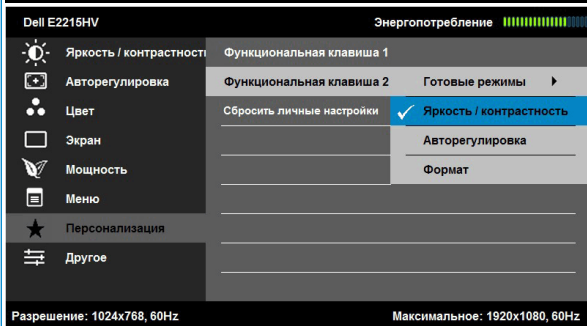 Dell E2215HV Энергопотребление
Яркость / контрастност Функциональная клавиша 1
Авторегулировка Функциональная клавиша 2 Готовые режимы
Цвет Сбросить личные настройки Яркость / контрастность
Экран Авторегулировка
Мощность Формат
Меню
Персонализация
Другое
Разрешение: 1024x768, 60Hz Максимальное: 1920x1080, 60Hz